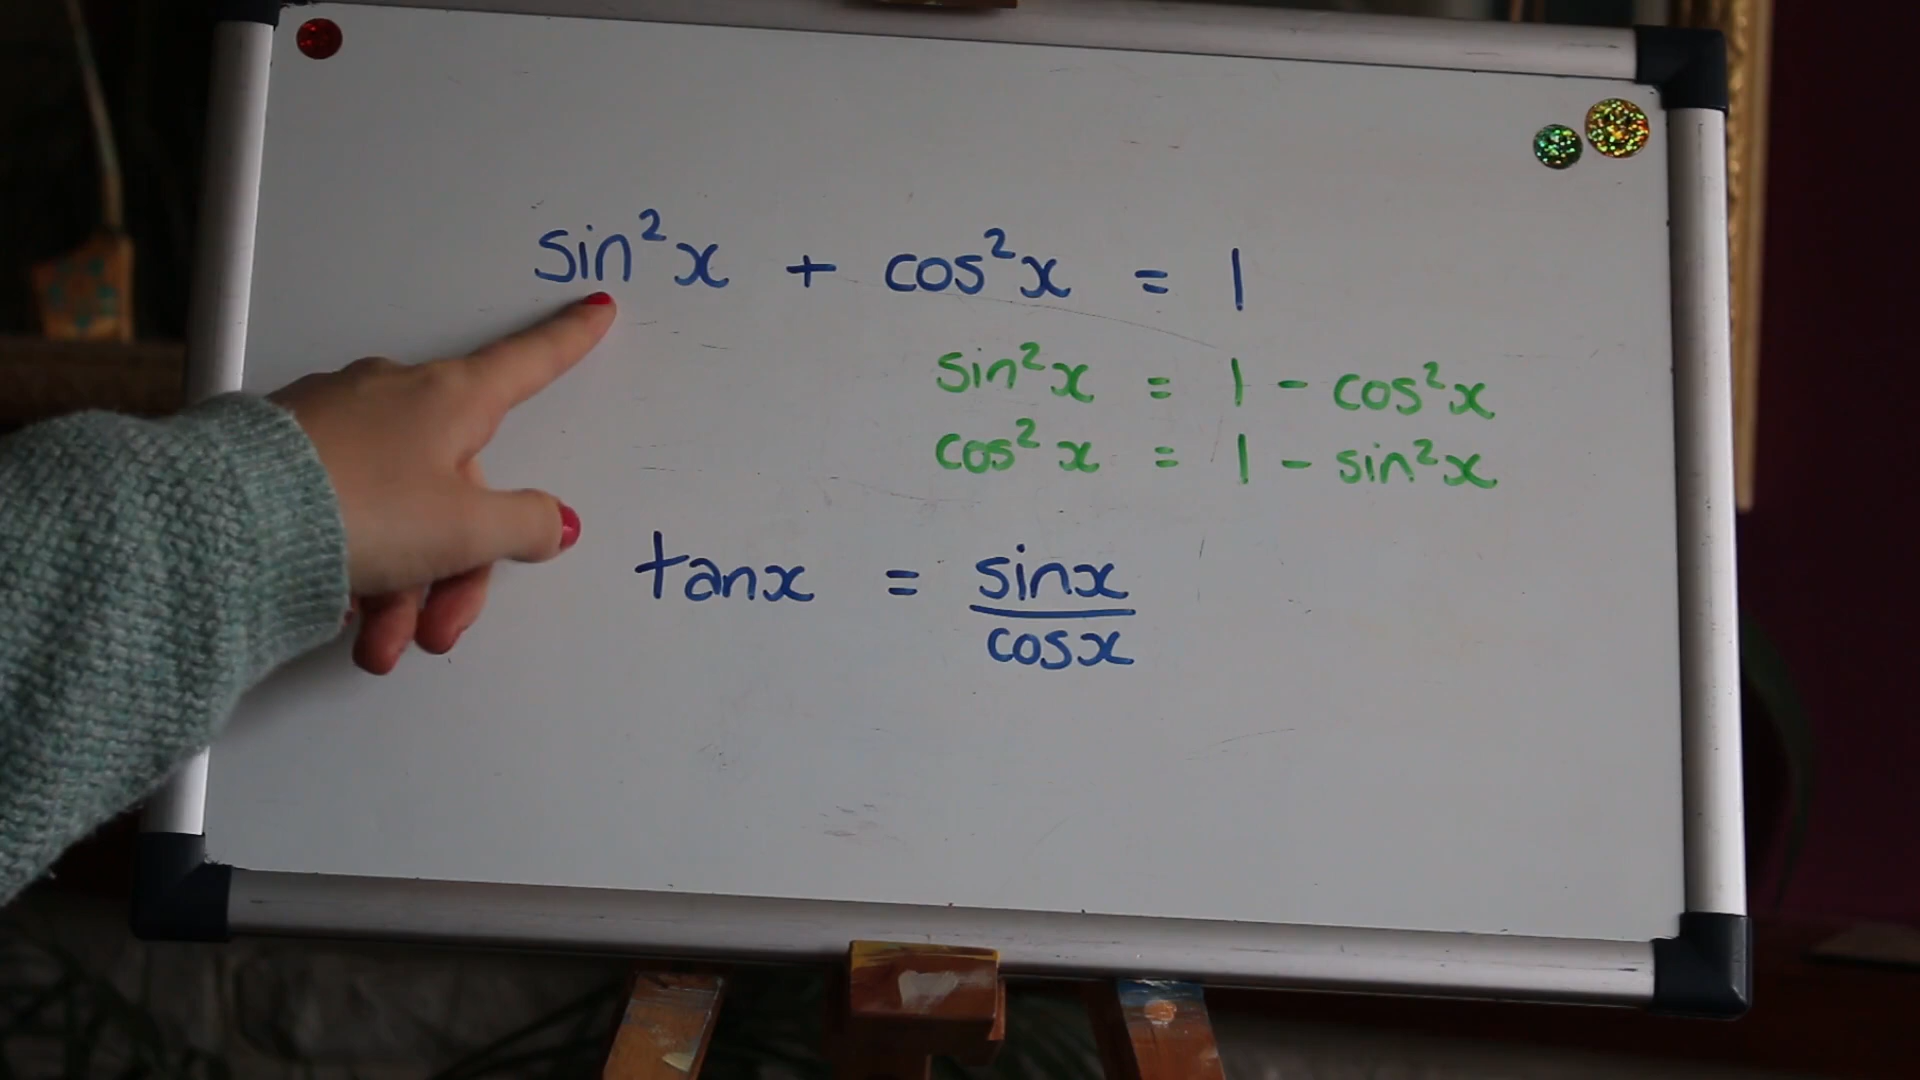 sin²x + cos²x = 1
sin²x = 1 - cos²x
cos²x = 1 - sin²x
tanx = sinx/cosx